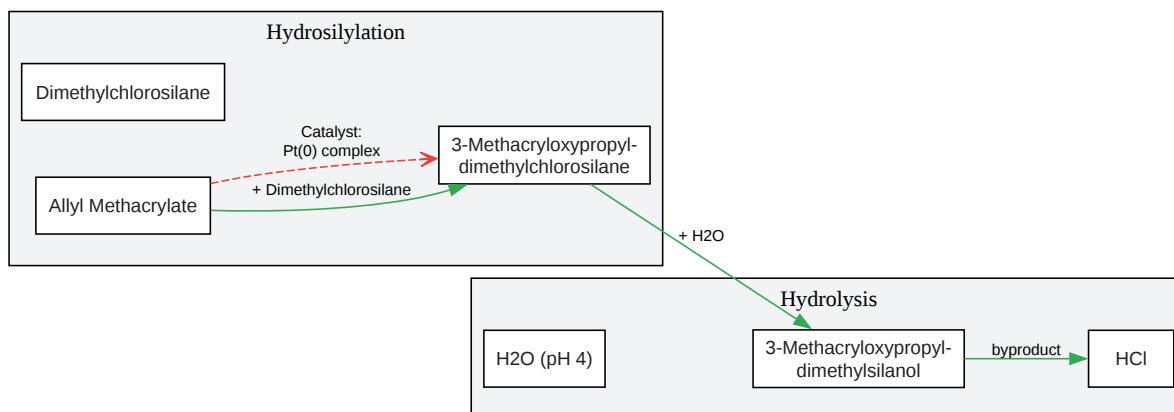 Hydrosilylation
Dimethylchlorosilane
Catalyst:
Pt(0) complex
3-Methacryloxypropyl-
dimethylchlorosilane
+ Dimethylchlorosilane
Allyl Methacrylate
+ H2O
Hydrolysis
H2O (pH 4)
3-Methacryloxypropyl-
dimethylsilanol
byproduct
HCl